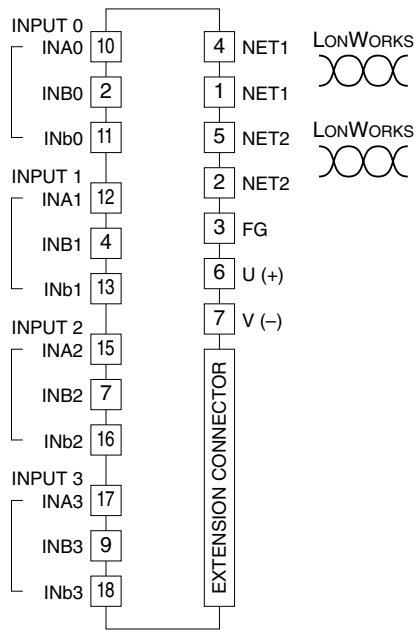 INPUT 0
INA0 10
INB0 2
INb0 11
INPUT 1
INA1 12
INB1 4
INb1 13
INPUT 2
INA2 15
INB2 7
INb2 16
INPUT 3
INA3 17
INB3 9
INb3 18
4 NET1
1 NET1
5 NET2
2 NET2
3 FG
6 U (+)
7 V (–)
EXTENSION CONNECTOR
LONWORKS
LONWORKS